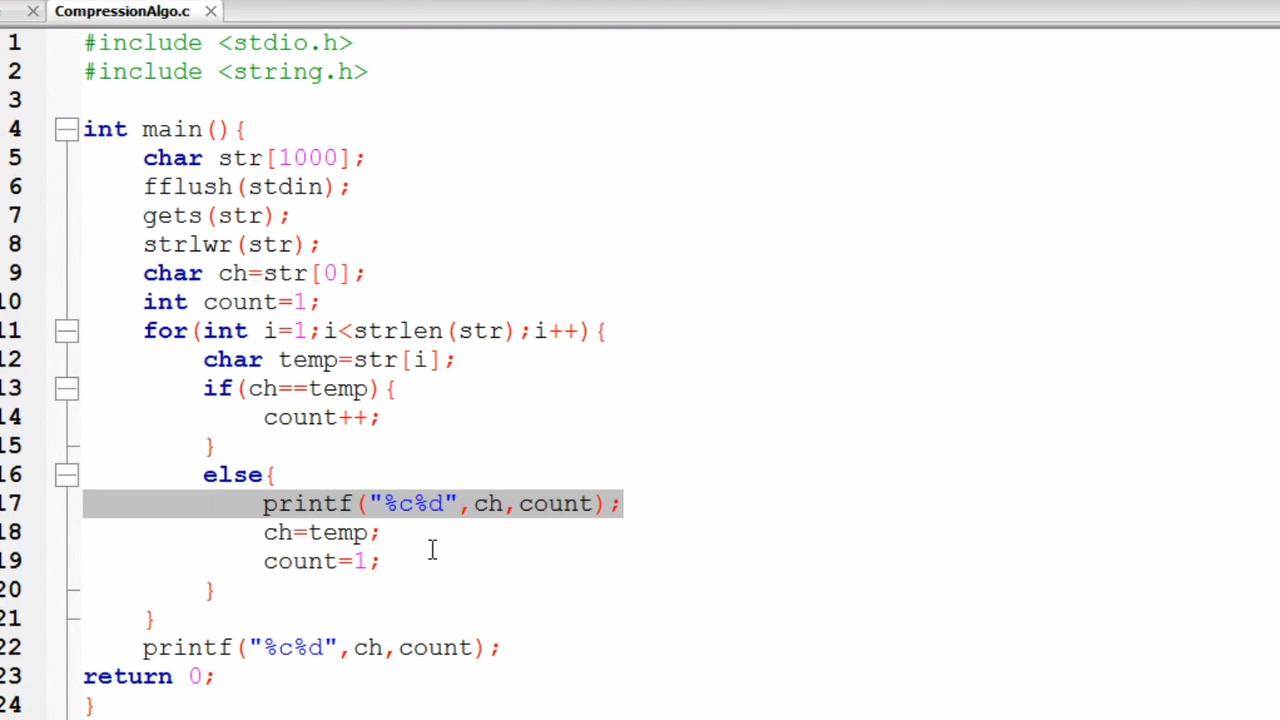 CompressionAlgo.c
1 #include <stdio.h>
2 #include <string.h>
3
4 int main(){
5 char str[1000];
6 fflush(stdin);
7 gets(str);
8 strlwr(str);
9 char ch=str[0];
10 int count=1;
11 for(int i=1;i<strlen(str);i++){
12 char temp=str[i];
13 if(ch==temp){
14 count++;
15 }
16 else{
17 printf("%c%d",ch,count);
18 ch=temp;
19 count=1;
20 }
21 }
22 printf("%c%d",ch,count);
23 return 0;
24 }